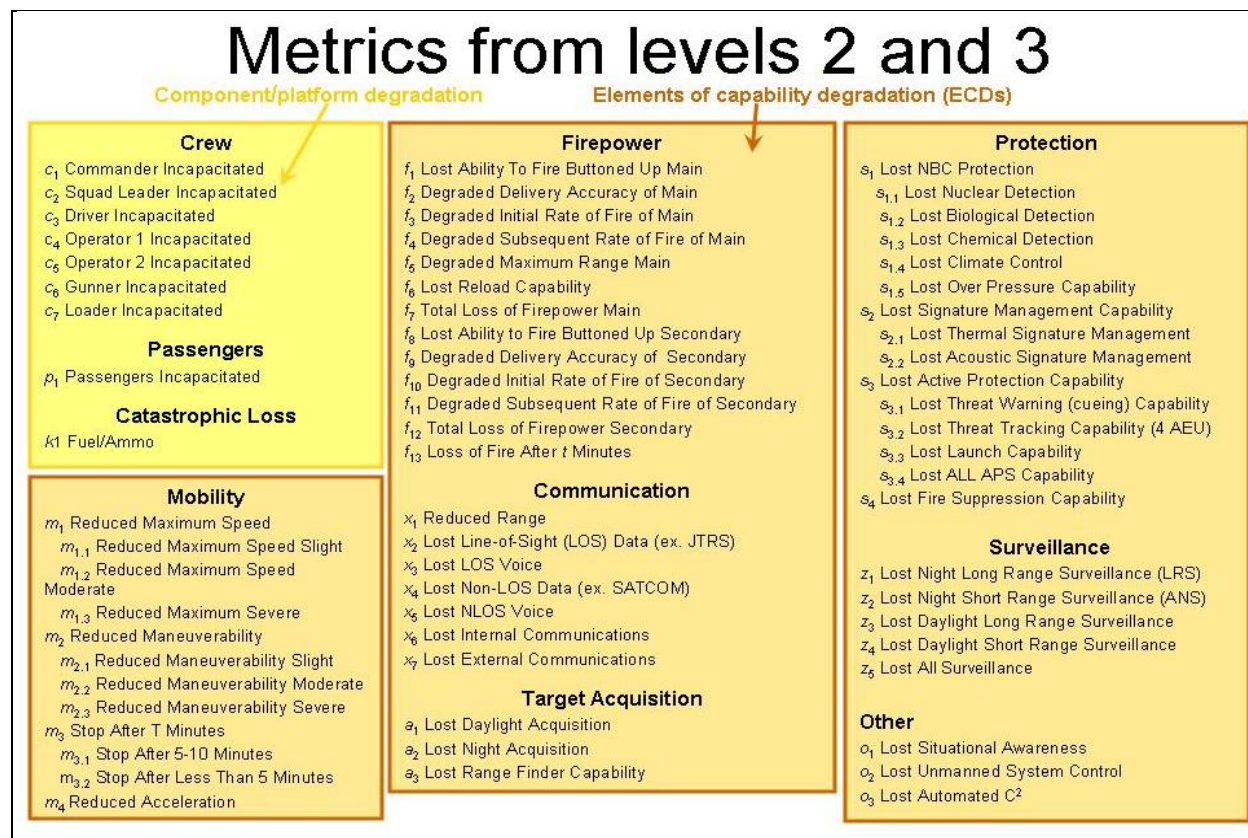 Metrics from levels 2 and 3
Component/platform degradation
Elements of capability degradation (ECDs)
Crew
c1 Commander Incapacitated
c2 Squad Leader Incapacitated
c3 Driver Incapacitated
c4 Operator 1 Incapacitated
c5 Operator 2 Incapacitated
c6 Gunner Incapacitated
c7 Loader Incapacitated
Passengers
p1 Passengers Incapacitated
Catastrophic Loss
k1 Fuel/Ammo
Mobility
m1 Reduced Maximum Speed
m1.1 Reduced Maximum Speed Slight
m1.2 Reduced Maximum Speed
Moderate
m1.3 Reduced Maximum Severe
m2 Reduced Maneuverability
m2.1 Reduced Maneuverability Slight
m2.2 Reduced Maneuverability Moderate
m2.3 Reduced Maneuverability Severe
m3 Stop After T Minutes
m3.1 Stop After 5-10 Minutes
m3.2 Stop After Less Than 5 Minutes
m4 Reduced Acceleration
Firepower
f1 Lost Ability To Fire Buttoned Up Main
f2 Degraded Delivery Accuracy of Main
f3 Degraded Initial Rate of Fire of Main
f4 Degraded Subsequent Rate of Fire of Main
f5 Degraded Maximum Range Main
f6 Lost Reload Capability
f7 Total Loss of Firepower Main
f8 Lost Ability to Fire Buttoned Up Secondary
f9 Degraded Delivery Accuracy of Secondary
f10 Degraded Initial Rate of Fire of Secondary
f11 Degraded Subsequent Rate of Fire of Secondary
f12 Total Loss of Firepower Secondary
f13 Loss of Fire After t Minutes
Communication
x1 Reduced Range
x2 Lost Line-of-Sight (LOS) Data (ex. JTRS)
x3 Lost LOS Voice
x4 Lost Non-LOS Data (ex. SATCOM)
x5 Lost NLOS Voice
x6 Lost Internal Communications
x7 Lost External Communications
Target Acquisition
a1 Lost Daylight Acquisition
a2 Lost Night Acquisition
a3 Lost Range Finder Capability
Protection
s1 Lost NBC Protection
s1.1 Lost Nuclear Detection
s1.2 Lost Biological Detection
s1.3 Lost Chemical Detection
s1.4 Lost Climate Control
s1.5 Lost Over Pressure Capability
s2 Lost Signature Management Capability
s2.1 Lost Thermal Signature Management
s2.2 Lost Acoustic Signature Management
s3 Lost Active Protection Capability
s3.1 Lost Threat Warning (cueing) Capability
s3.2 Lost Threat Tracking Capability (4 AEU)
s3.3 Lost Launch Capability
s3.4 Lost ALL APS Capability
s4 Lost Fire Suppression Capability
Surveillance
z1 Lost Night Long Range Surveillance (LRS)
z2 Lost Night Short Range Surveillance (ANS)
z3 Lost Daylight Long Range Surveillance
z4 Lost Daylight Short Range Surveillance
z5 Lost All Surveillance
Other
o1 Lost Situational Awareness
o2 Lost Unmanned System Control
o3 Lost Automated C²